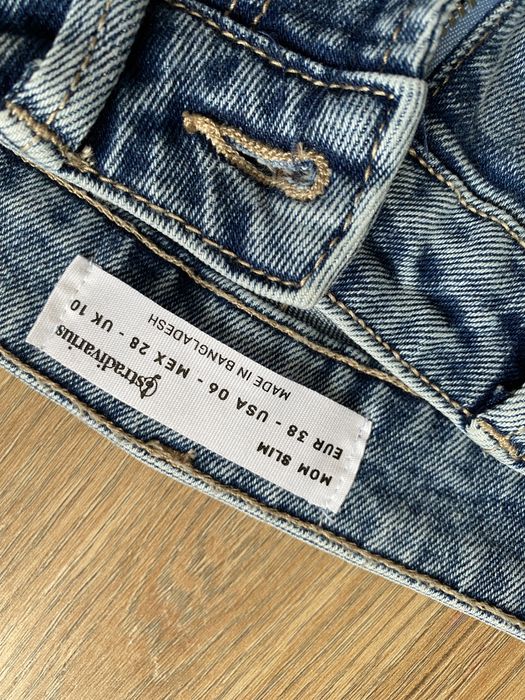 MOM SLIM
EUR 38 - USA 06 - MEX 28 - UK 10
MADE IN BANGLADESH
Stradivarius